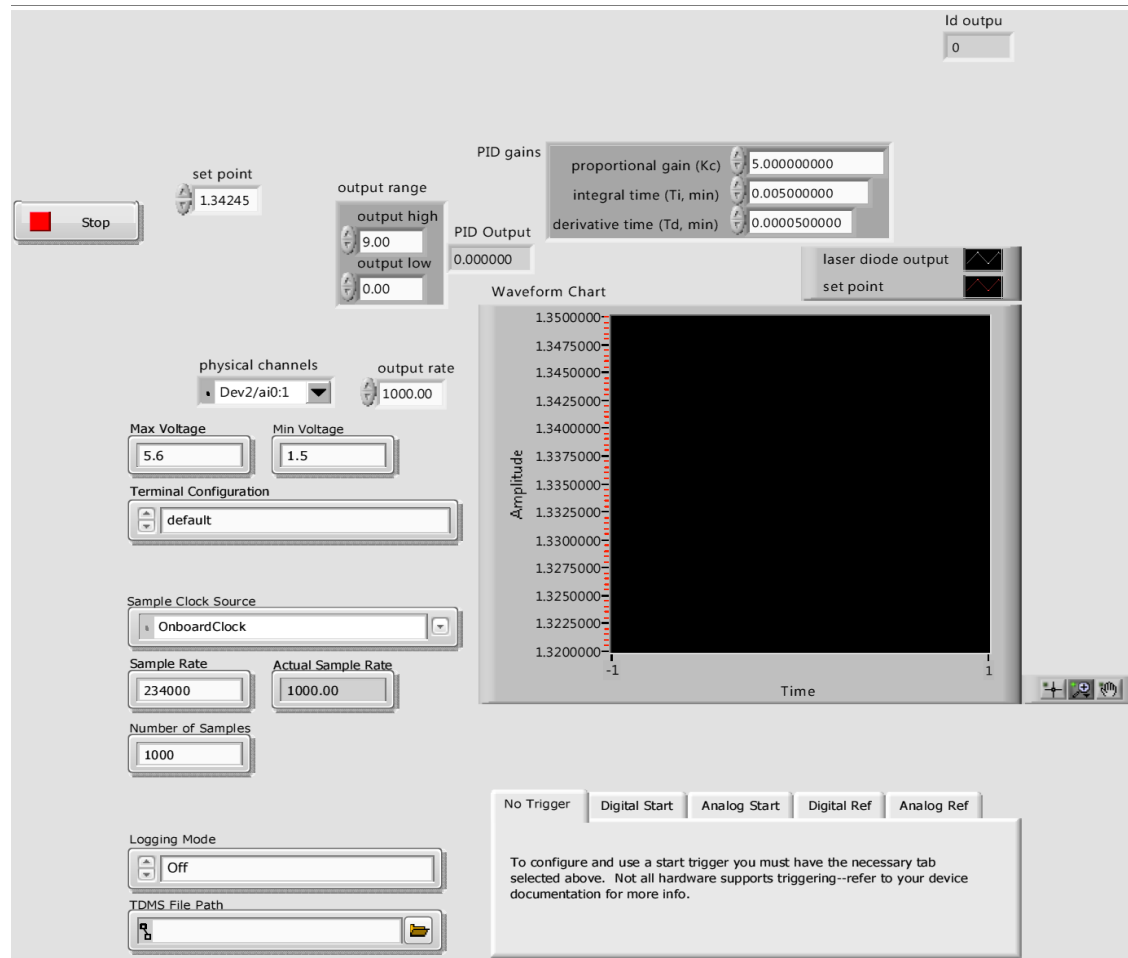 Id outpu
0
PID gains
proportional gain (Kc)
5.000000000
integral time (Ti, min)
0.005000000
derivative time (Td, min)
0.0000500000
set point
1.34245
Stop
output range
output high
9.00
output low
0.00
PID Output
0.000000
laser diode output
set point
Waveform Chart
1.3500000
1.3475000
1.3450000
1.3425000
1.3400000
1.3375000
1.3350000
1.3325000
1.3300000
1.3275000
1.3250000
1.3225000
1.3200000
Amplitude
-1
1
Time
physical channels
Dev2/ai0:1
output rate
1000.00
Max Voltage
5.6
Min Voltage
1.5
Terminal Configuration
default
Sample Clock Source
OnboardClock
Sample Rate
234000
Actual Sample Rate
1000.00
Number of Samples
1000
Logging Mode
Off
TDMS File Path
No Trigger
Digital Start
Analog Start
Digital Ref
Analog Ref
To configure and use a start trigger you must have the necessary tab
selected above.  Not all hardware supports triggering--refer to your device
documentation for more info.